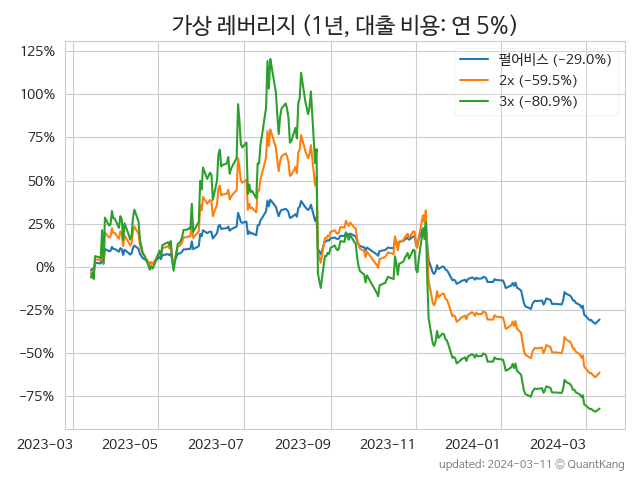 가상 레버리지 (1년, 대출 비용: 연 5%)
125%
100%
75%
50%
25%
0%
−25%
−50%
−75%
펄어비스 (−29.0%)
2x (−59.5%)
3x (−80.9%)
2023-03 2023-05 2023-07 2023-09 2023-11 2024-01 2024-03
updated: 2024-03-11 © QuantKang